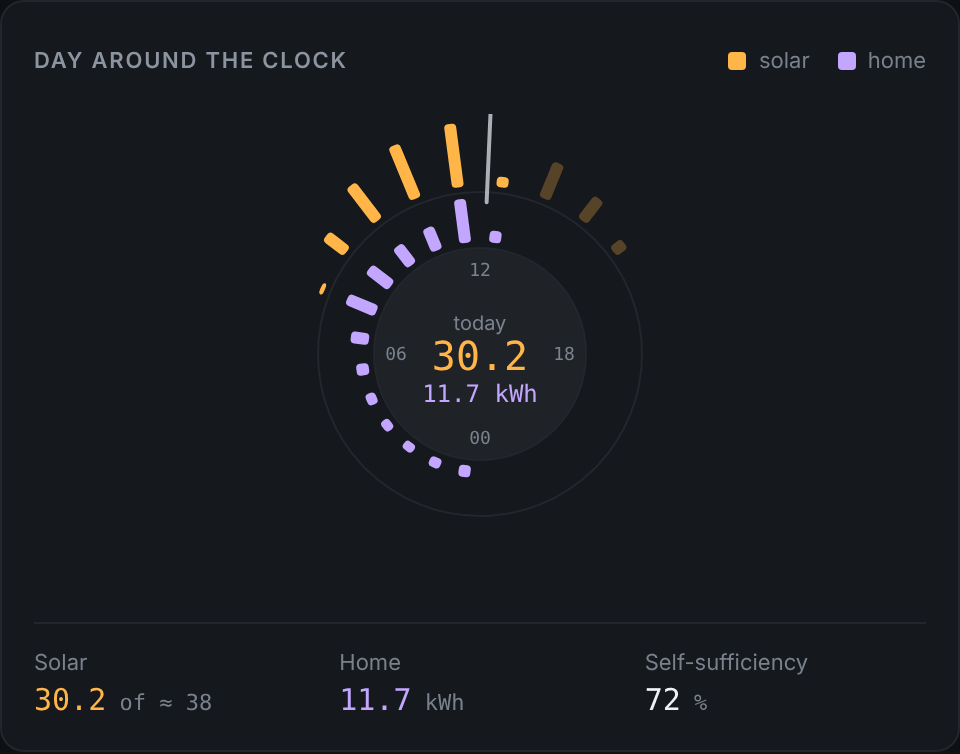 DAY AROUND THE CLOCK
solar
home
12
today
06
30.2
18
11.7 kWh
00
Solar
Home
Self-sufficiency
30.2 of ≈ 38
11.7 kWh
72 %